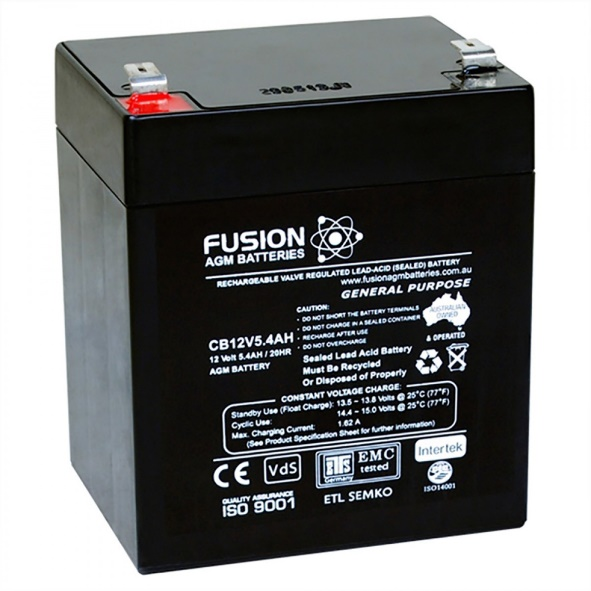 FUSION
AGM BATTERIES
RECHARGEABLE VALVE REGULATED LEAD-ACID (SEALED) BATTERY
www.fusionagmbatteries.com.au
GENERAL PURPOSE
CAUTION:
• DO NOT SHORT THE BATTERY TERMINALS
• DO NOT CHARGE IN A SEALED CONTAINER
• RECHARGE AFTER USE
• DO NOT OVERCHARGE
AUSTRALIAN
OWNED
& OPERATED
CB12V5.4AH
12 Volt 5.4AH / 20HR
AGM BATTERY
Sealed Lead Acid Battery
Must Be Recycled
Or Disposed of Properly
Pb
CONSTANT VOLTAGE CHARGE:
Standby Use (Float Charge): 13.5 – 13.8 Volts @ 25°C (77°F)
Cyclic Use: 14.4 – 15.0 Volts @ 25°C (77°F)
Max. Charging Current: 1.62 A
(See Product Specification Sheet for further information)
CE
VdS
Germany
EMC
tested
Intertek
QUALITY ASSURANCE
ISO 9001
ETL SEMKO
ISO14001